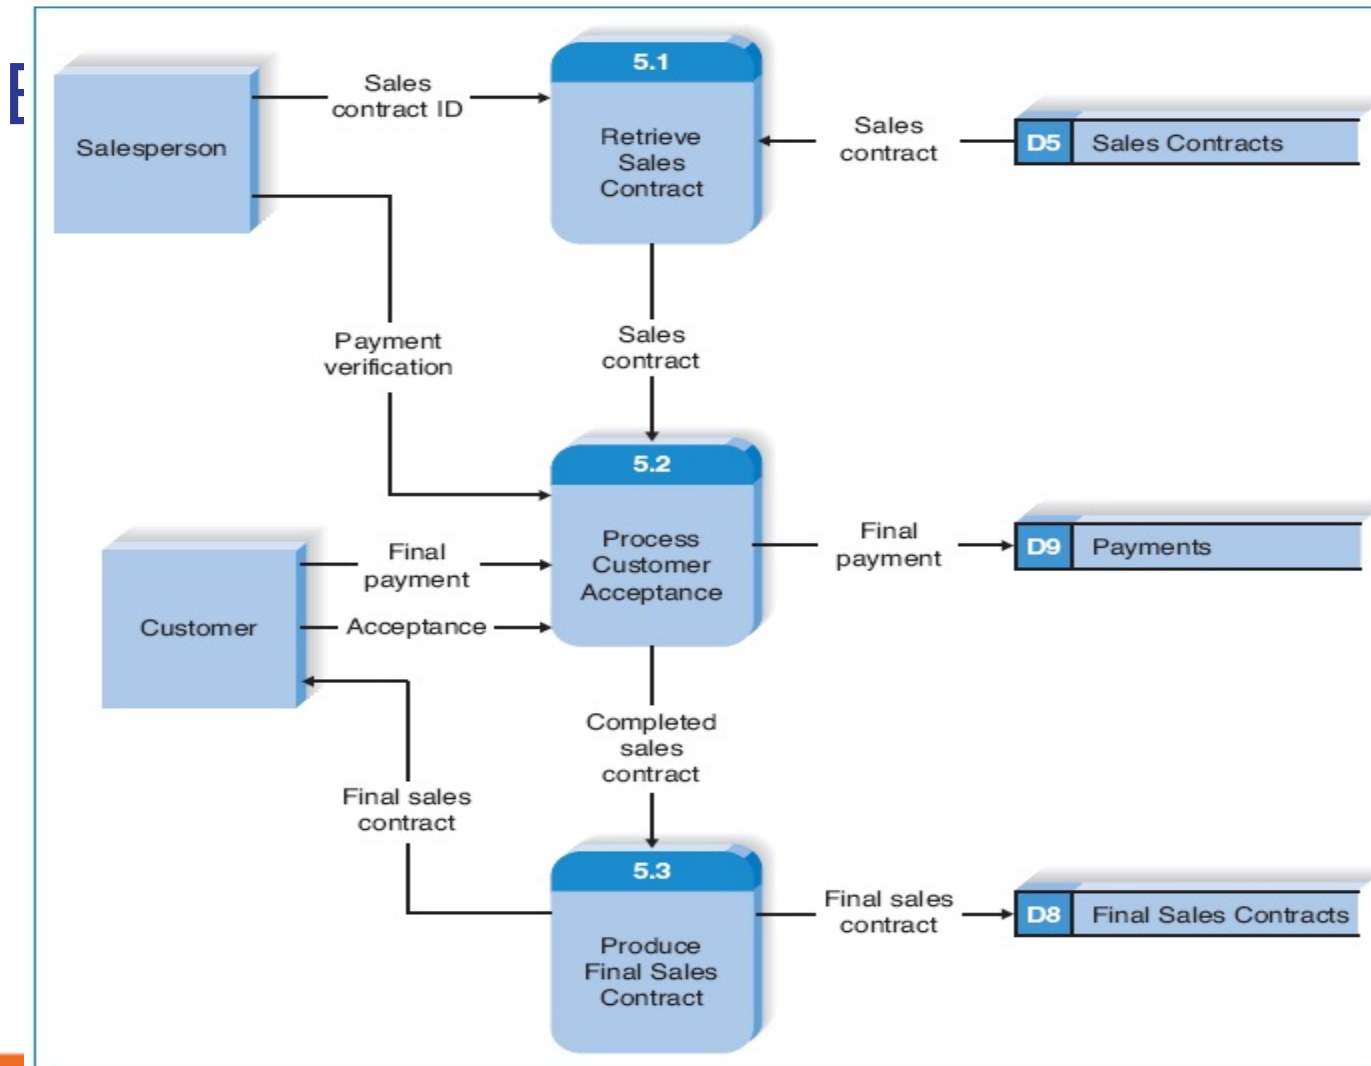 E
5.1
Sales
contract ID
Salesperson
Retrieve
Sales
Contract
Sales
contract
D5 Sales Contracts
Payment
verification
Sales
contract
5.2
Process
Customer
Acceptance
Final
payment
Acceptance
Customer
Final
payment
D9 Payments
Completed
sales
contract
Final sales
contract
5.3
Produce
Final Sales
Contract
Final sales
contract
D8 Final Sales Contracts